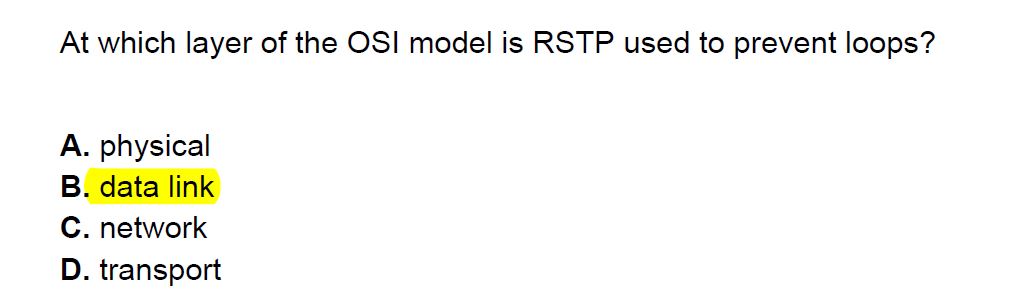 At which layer of the OSI model is RSTP used to prevent loops?
A. physical
B. data link
C. network
D. transport